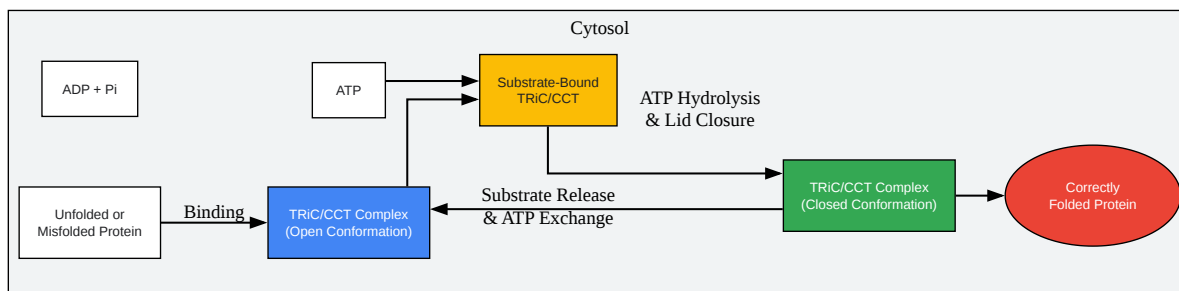 Cytosol
ADP + Pi
ATP
Substrate-Bound
TRiC/CCT
ATP Hydrolysis
& Lid Closure
Unfolded or
Misfolded Protein
Binding
TRiC/CCT Complex
(Open Conformation)
Substrate Release
& ATP Exchange
TRiC/CCT Complex
(Closed Conformation)
Correctly
Folded Protein